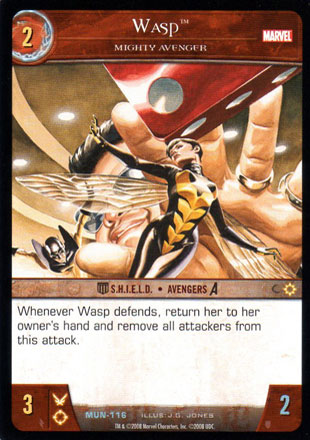 2
Wasp™
MIGHTY AVENGER
MARVEL
S.H.I.E.L.D. • AVENGERS A
C
Whenever Wasp defends, return her to her
owner's hand and remove all attackers from
this attack.
3
MUN-116 ILLUS: J.G. JONES
2
TM & ©2008 Marvel Characters, Inc. ©2008 UDC.